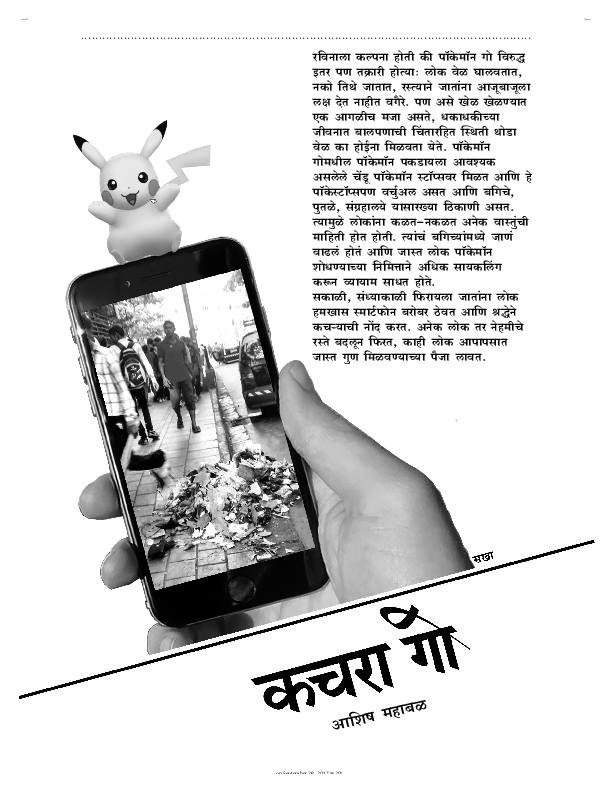 रविनाला कल्पना होती की पॉकेमॉन गो विरुद्ध
इतर पण तक्रारी होत्या: लोक वेळ घालवतात,
नको तिथे जातात, रस्त्याने जातांना आजूबाजूला
लक्ष देत नाहीत वगैरे. पण असे खेळ खेळण्यात
एक आगळीच मजा असते, धकाधकीच्या
जीवनात बालपणाची चिंतारहित स्थिती थोडा
वेळ का होईना मिळवता येते. पॉकेमॉन
गोमधील पॉकेमॉन पकडायला आवश्यक
असलेले चेंडू पॉकेमॉन स्टॉप्सवर मिळत आणि हे
पॉकेस्टॉप्सपण वर्चुअल असत आणि बगिचे,
पुतळे, संग्रहालये यासारख्या ठिकाणी असत.
त्यामुळे लोकांना कळत-नकळत अनेक वास्तुंची
माहिती होत होती. त्यांचं बगिच्यांमध्ये जाणं
वाढलं होतं आणि जास्त लोक पॉकेमॉन
शोधण्याच्या निमित्ताने अधिक सायकलिंग
करून व्यायाम साधत होते.
सकाळी, संध्याकाळी फिरायला जातांना लोक
हमखास स्मार्टफोन बरोबर ठेवत आणि श्रद्धेने
कचऱ्याची नोंद करत. अनेक लोक तर नेहमीचे
रस्ते बदलून फिरत, काही लोक आपापसात
जास्त गुण मिळवण्याच्या पैजा लावत.
सखा
कचरा गो
आशिष महाबळ